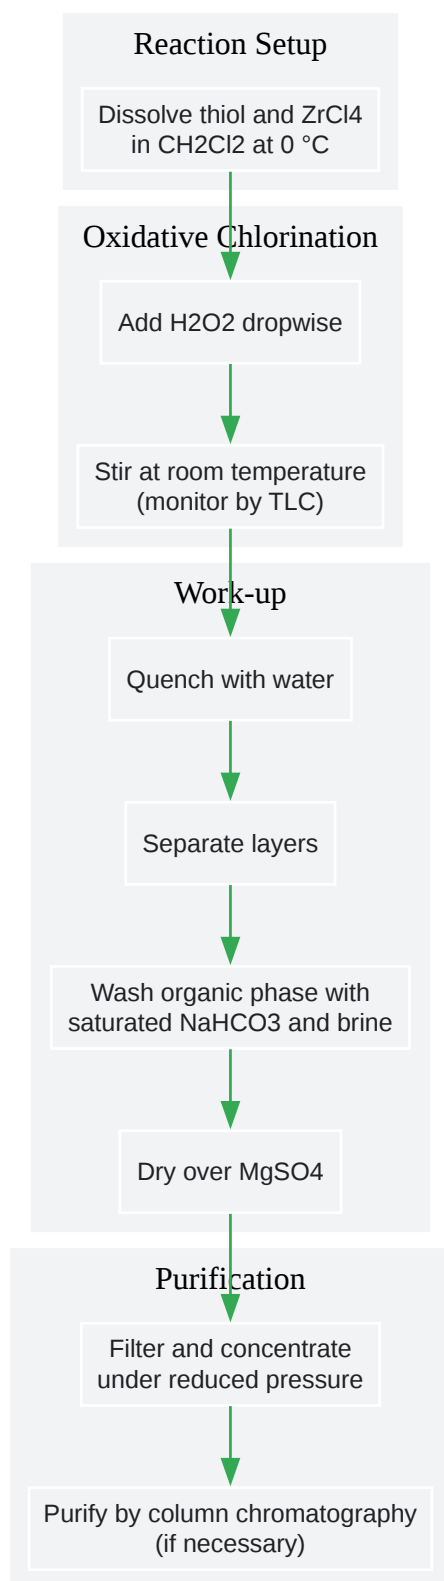 Reaction Setup
Dissolve thiol and ZrCl4
in CH2Cl2 at 0 °C
Oxidative Chlorination
Add H2O2 dropwise
Stir at room temperature
(monitor by TLC)
Work-up
Quench with water
Separate layers
Wash organic phase with
saturated NaHCO3 and brine
Dry over MgSO4
Purification
Filter and concentrate
under reduced pressure
Purify by column chromatography
(if necessary)